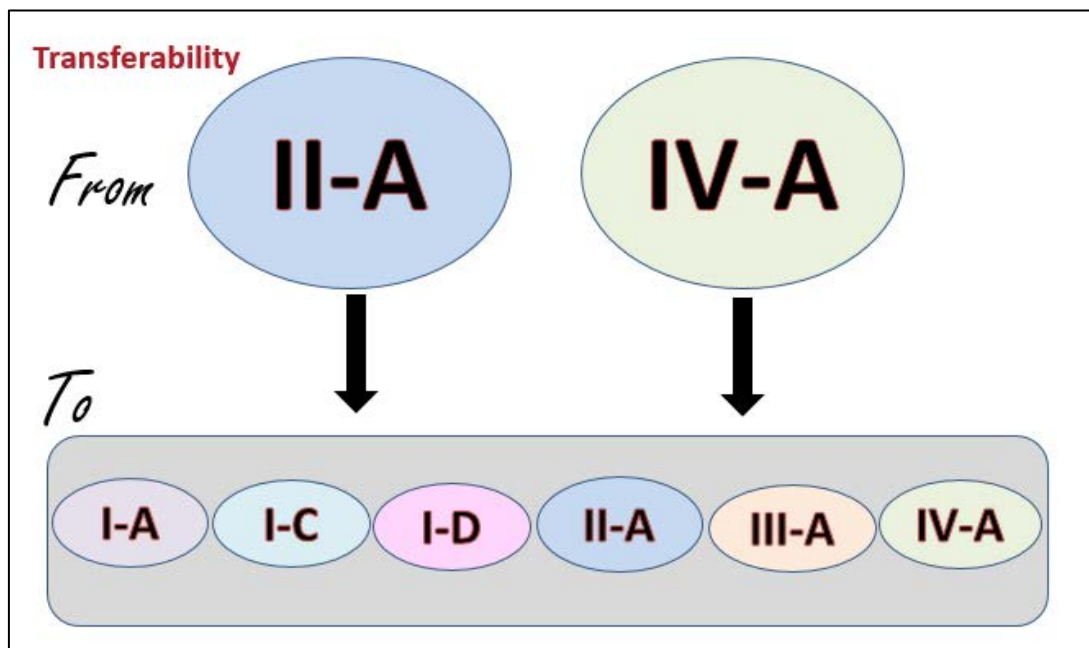 Transferability
From
II-A
IV-A
To
I-A
I-C
I-D
II-A
III-A
IV-A